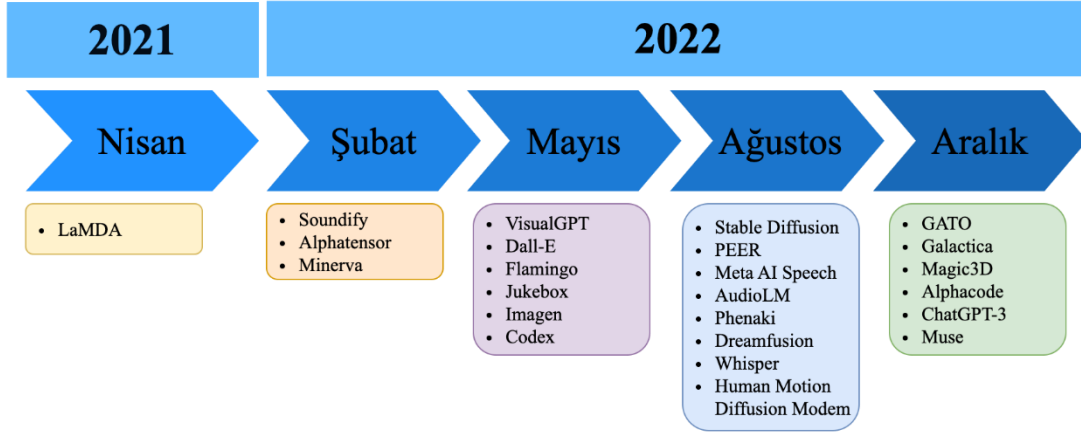 2021
2022
Nisan
Şubat
Mayıs
Ağustos
Aralık
• LaMDA
• Soundify
• Alphatensor
• Minerva
• VisualGPT
• Dall-E
• Flamingo
• Jukebox
• Imagen
• Codex
• Stable Diffusion
• PEER
• Meta AI Speech
• AudioLM
• Phenaki
• Dreamfusion
• Whisper
• Human Motion
Diffusion Modem
• GATO
• Galactica
• Magic3D
• Alphacode
• ChatGPT-3
• Muse